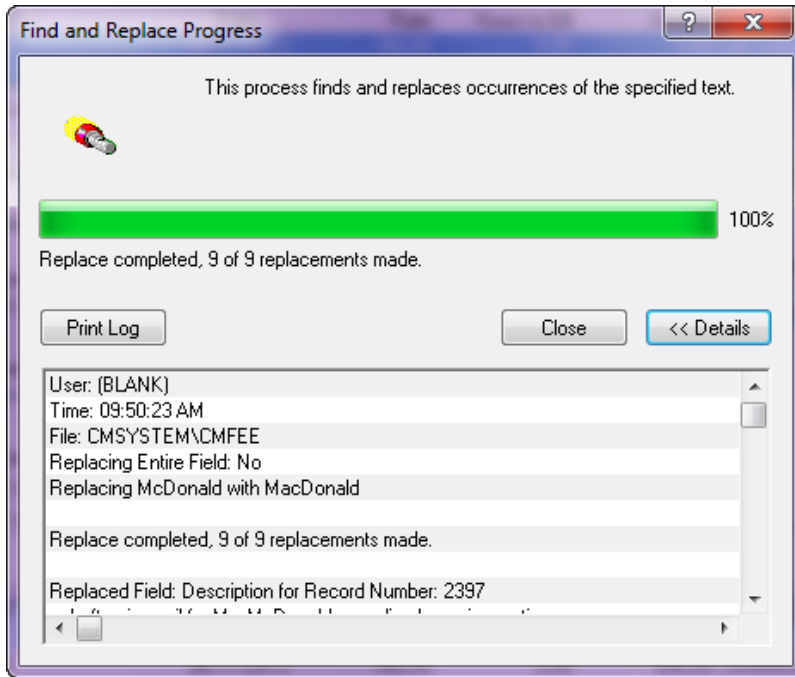 Find and Replace Progress
This process finds and replaces occurrences of the specified text.
100%
Replace completed, 9 of 9 replacements made.
Print Log
Close
<< Details
User: (BLANK)
Time: 09:50:23 AM
File: CMSYSTEM\CMFEE
Replacing Entire Field: No
Replacing McDonald with MacDonald
Replace completed, 9 of 9 replacements made.
Replaced Field: Description for Record Number: 2397